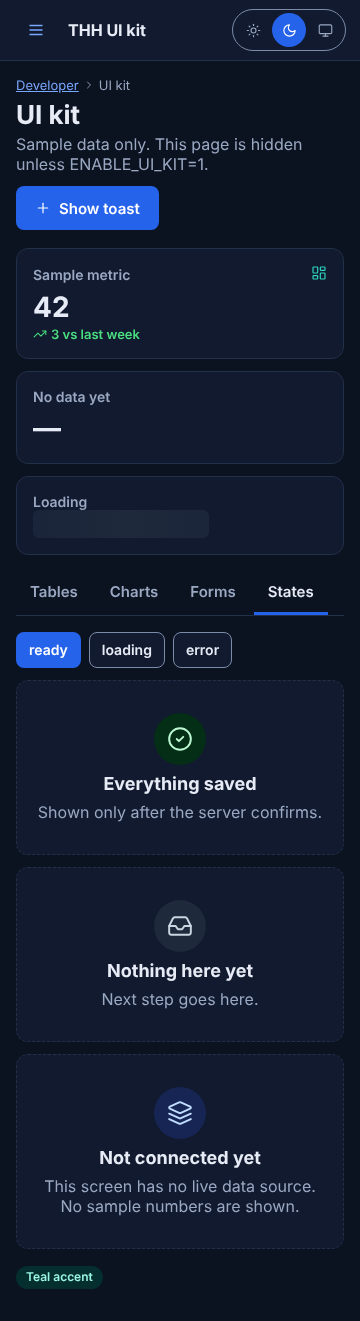 THH UI kit
Developer > UI kit
UI kit
Sample data only. This page is hidden
unless ENABLE_UI_KIT=1.
+ Show toast
Sample metric
42
3 vs last week
No data yet
—
Loading
Tables Charts Forms States
ready loading error
Everything saved
Shown only after the server confirms.
Nothing here yet
Next step goes here.
Not connected yet
This screen has no live data source.
No sample numbers are shown.
Teal accent